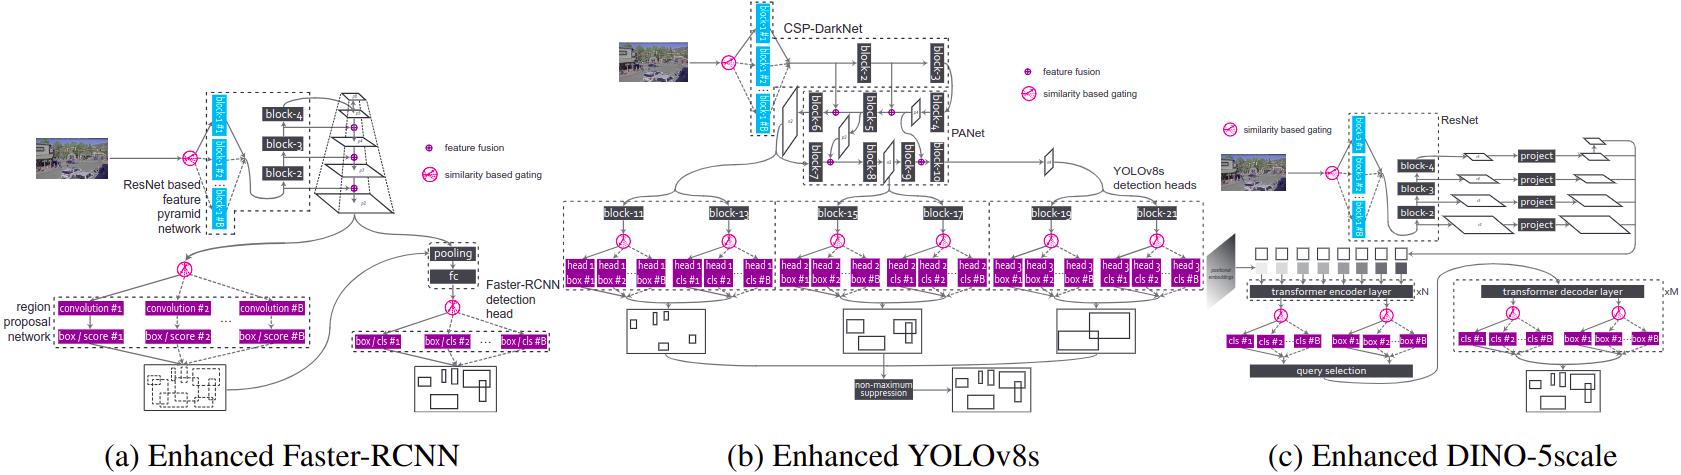 block-1 #1
block-1 #2
...
block-1 #B
block-4
block-3
block-2
ResNet based
feature
pyramid
network
feature fusion
similarity based gating
p2
pooling
fc
Faster-RCNN
detection
head
region
proposal
network
convolution #1
convolution #2
...
convolution #B
box / score #1
box / score #2
box / score #B
box / cls #1
box / cls #2
...
box / cls #B
(a) Enhanced Faster-RCNN
CSP-DarkNet
block-1 #1
block-1 #2
...
block-1 #B
block-2
block-3
feature fusion
similarity based gating
block-6
block-5
block-4
PANet
block-7
block-8
block-9
block-10
YOLOv8s
detection heads
block-11
block-13
block-15
block-17
block-19
block-21
head 1 box #1
head 1 box #2
...
head 1 box #B
head 1 cls #1
head 1 cls #2
...
head 1 cls #B
head 2 box #1
head 2 box #2
...
head 2 box #B
head 2 cls #1
head 2 cls #2
...
head 2 cls #B
head 3 box #1
head 3 box #2
...
head 3 box #B
head 3 cls #1
head 3 cls #2
...
head 3 cls #B
non-maximum
suppression
(b) Enhanced YOLOv8s
similarity based gating
block-1 #1
block-1 #2
...
block-1 #B
ResNet
block-4
block-3
block-2
project
project
project
project
positional
embeddings
transformer encoder layer
xN
cls #1
cls #2
...
cls #B
box #1
box #2
...
box #B
query selection
transformer decoder layer
xM
cls #1
cls #2
...
cls #B
box #1
box #2
...
box #B
(c) Enhanced DINO-5scale